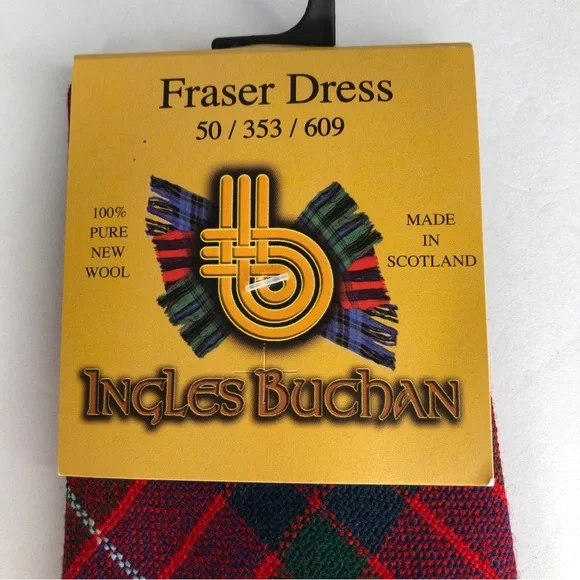 Fraser Dress
50 / 353 / 609
100%
PURE
NEW
WOOL
MADE
IN
SCOTLAND
INGLES BUCHAN